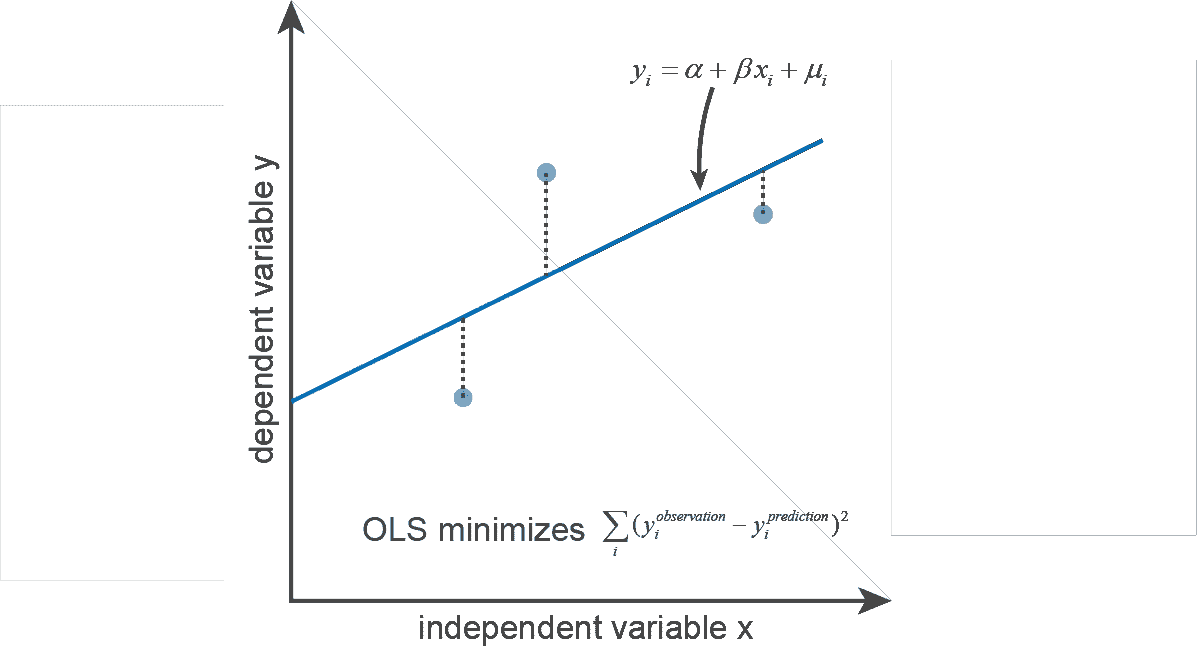 y_i = α + βx_i + μ_i
dependent variable y
OLS minimizes ∑_i (y_i^observation − y_i^prediction)^2
independent variable x